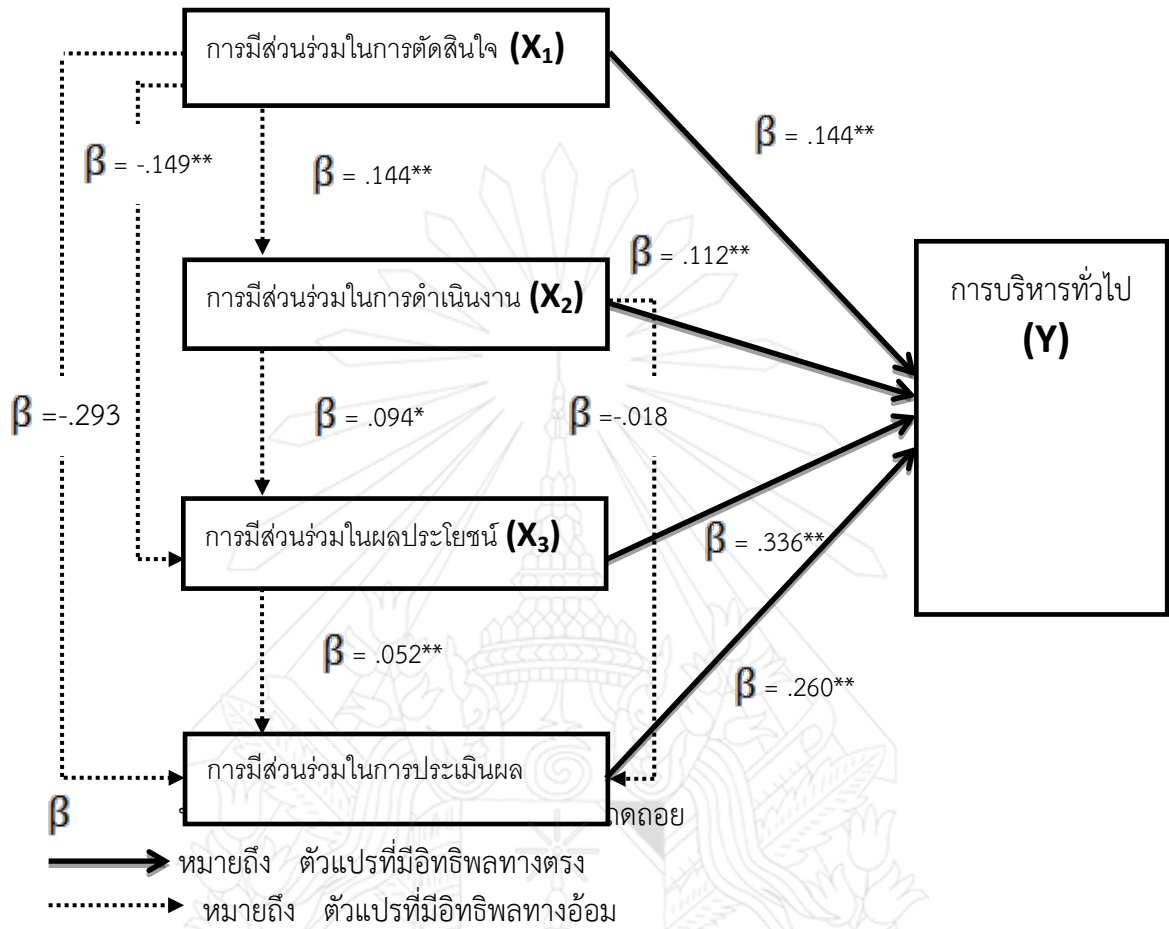 การมีส่วนร่วมในการตัดสินใจ (X₁)
β = .144**
β = -.149**
β = .144**
β = .112**
การมีส่วนร่วมในการดำเนินงาน (X₂)
การบริหารทั่วไป
(Y)
β =-.293
β = .094*
β =-.018
การมีส่วนร่วมในผลประโยชน์ (X₃)
β = .336**
β = .052**
β = .260**
การมีส่วนร่วมในการประเมินผล
β
หมายถึง ตัวแปรที่มีอิทธิพลทางตรง
หมายถึง ตัวแปรที่มีอิทธิพลทางอ้อม